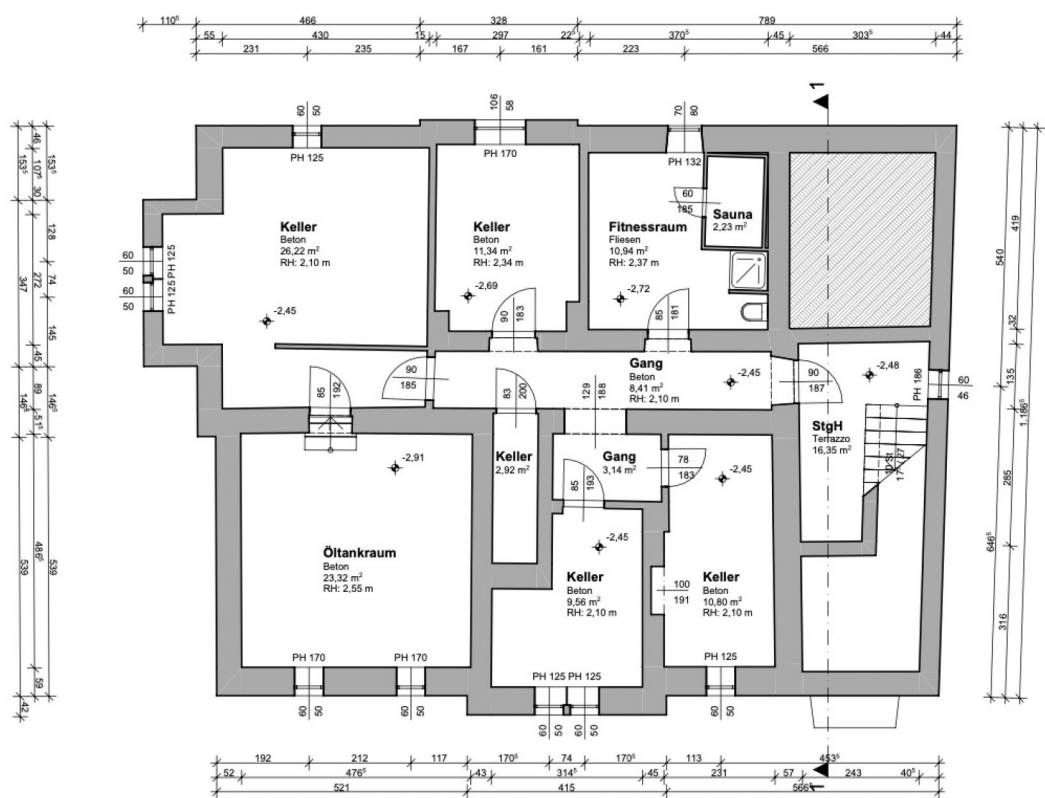 110⁵ 466 328 789
55 430 15 297 22⁵ 370⁵ 45 303⁵ 44
231 235 167 161 223 566
60 50
106 58
70 80
1
PH 125
PH 170
PH 132
153⁵ 347 146⁵ 539
46 107⁵ 30 272 45 89 51⁵ 486⁵ 59 42
153⁵ 128 74 145 146⁵ 539
60
50
60
50
PH 125 PH 125
Keller
Beton
26,22 m²
RH: 2,10 m
-2,45
Keller
Beton
11,34 m²
RH: 2,34 m
-2,69
90 183
Fitnessraum
Fliesen
10,94 m²
RH: 2,37 m
-2,72
85 181
60
185
Sauna
2,23 m²
540 646⁵
419 32 135 285 316
1.186⁵
Gang
Beton
8,41 m²
RH: 2,10 m
-2,45
90
185
85 192
83 200
129 188
90
187
-2,48
PH 186
60
46
StgH
Terrazzo
16,35 m²
10 St
17 / 27
Keller
2,92 m²
Gang
3,14 m²
85 193
78
183
-2,45
-2,91
Öltankraum
Beton
23,32 m²
RH: 2,55 m
-2,45
Keller
Beton
9,56 m²
RH: 2,10 m
100
191
Keller
Beton
10,80 m²
RH: 2,10 m
PH 170
PH 170
PH 125 PH 125
PH 125
60 50
60 50
60 50
60 50
60 50
192 212 117 170⁵ 74 170⁵ 113 453⁵
52 476⁵ 43 314⁵ 45 231 57 243 40⁵
521 415 566⁵
1